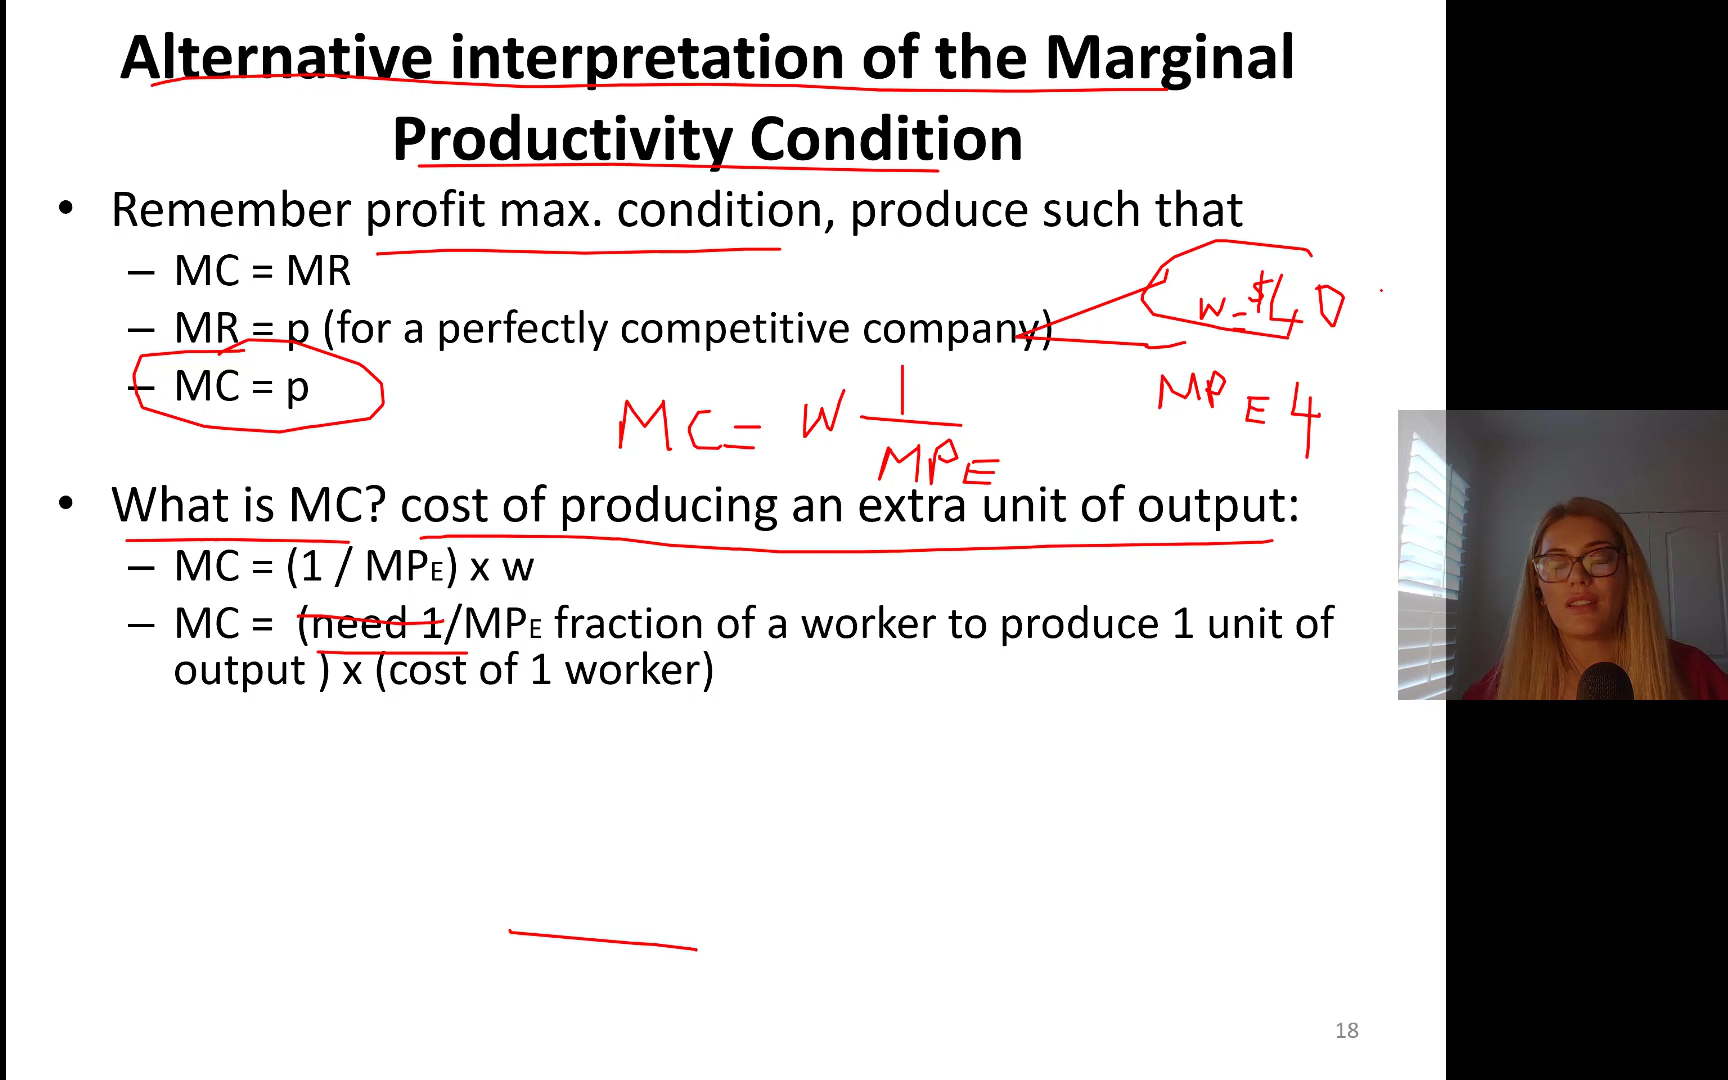 Alternative interpretation of the Marginal
Productivity Condition
• Remember profit max. condition, produce such that
– MC = MR
– MR = p (for a perfectly competitive company)
– MC = p
w = $40
MPE 4
MC = w 1/MPE
• What is MC? cost of producing an extra unit of output:
– MC = (1 / MPE) x w
– MC = (need 1/MPE fraction of a worker to produce 1 unit of
output ) x (cost of 1 worker)
18